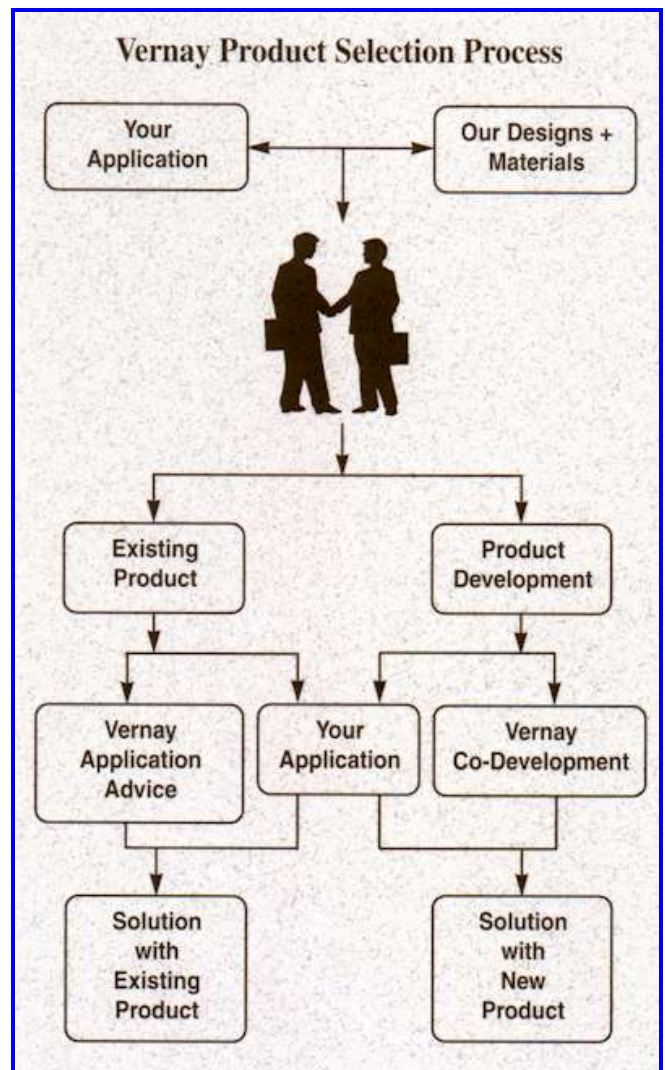 Vernay Product Selection Process
Your
Application
Our Designs +
Materials
Existing
Product
Product
Development
Vernay
Application
Advice
Your
Application
Vernay
Co-Development
Solution
with
Existing
Product
Solution
with
New
Product